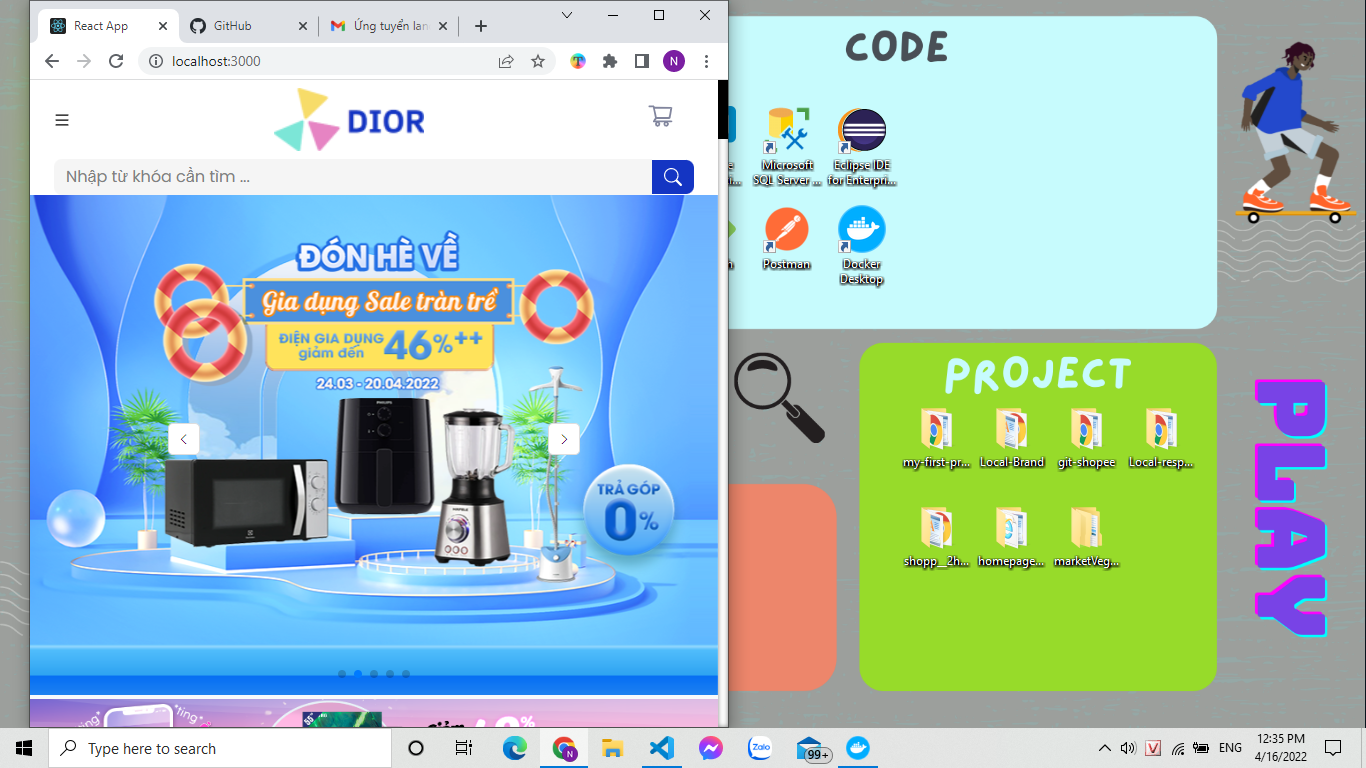 React App
GitHub
Ứng tuyển lan
localhost:3000
N
DIOR
Nhập từ khóa cần tìm ...
ĐÓN HÈ VỀ
Gia dụng Sale tràn trề
ĐIỆN GIA DỤNG
giảm đến
46%++
24.03 - 20.04.2022
TRẢ GÓP
0%
giảm
CODE
Microsoft
SQL Server ...
Eclipse IDE
for Enterpri...
Postman
Docker
Desktop
PROJECT
my-first-pr...
Local-Brand
git-shopee
Local-resp...
shopp__2h...
homepage...
marketVeg...
PLAY
Type here to search
N
Zalo
99+
V
ENG
12:35 PM
4/16/2022